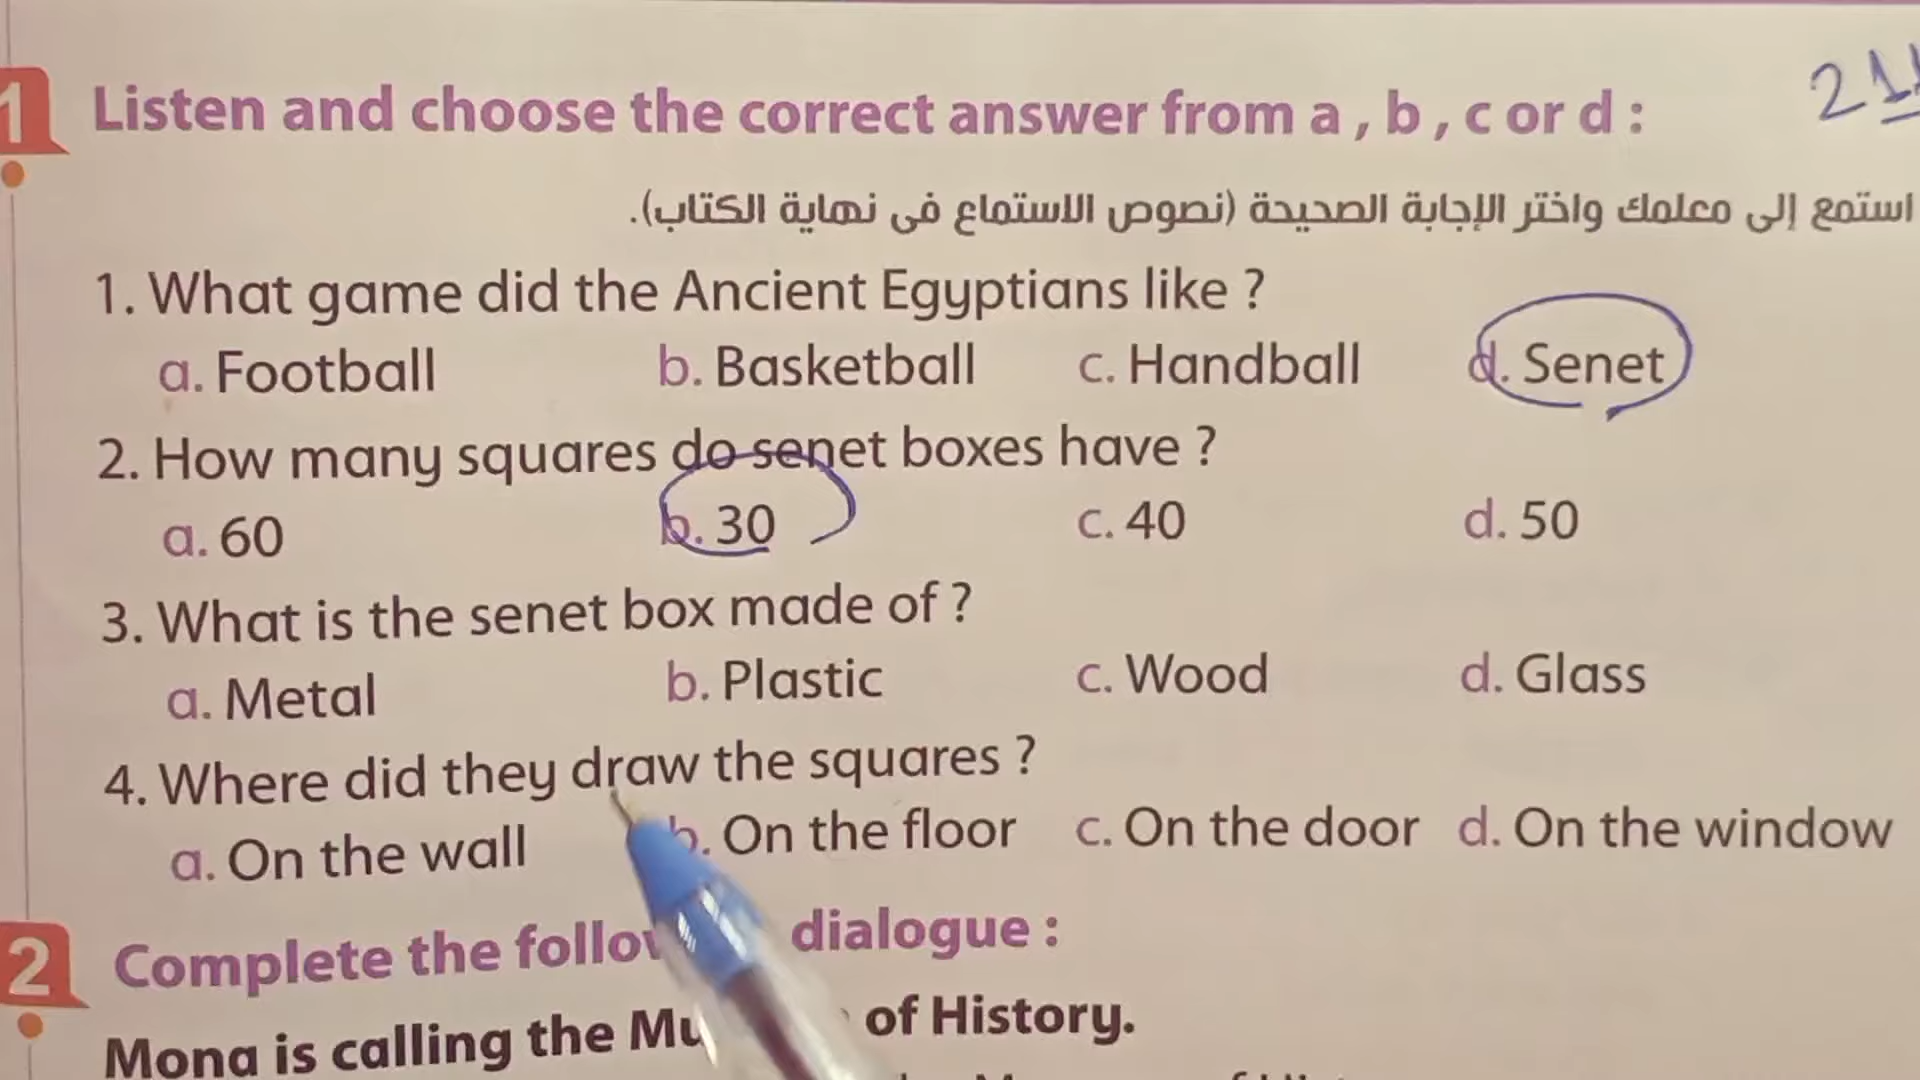 1 Listen and choose the correct answer from a , b , c or d :
استمع إلى معلمك واختر الإجابة الصحيحة (نصوص الاستماع فى نهاية الكتاب).
1. What game did the Ancient Egyptians like ?
a. Football b. Basketball c. Handball d. Senet
2. How many squares do senet boxes have ?
a. 60 b. 30 c. 40 d. 50
3. What is the senet box made of ?
a. Metal b. Plastic c. Wood d. Glass
4. Where did they draw the squares ?
a. On the wall b. On the floor c. On the door d. On the window
2 Complete the dialogue :
Mona is calling the of History.